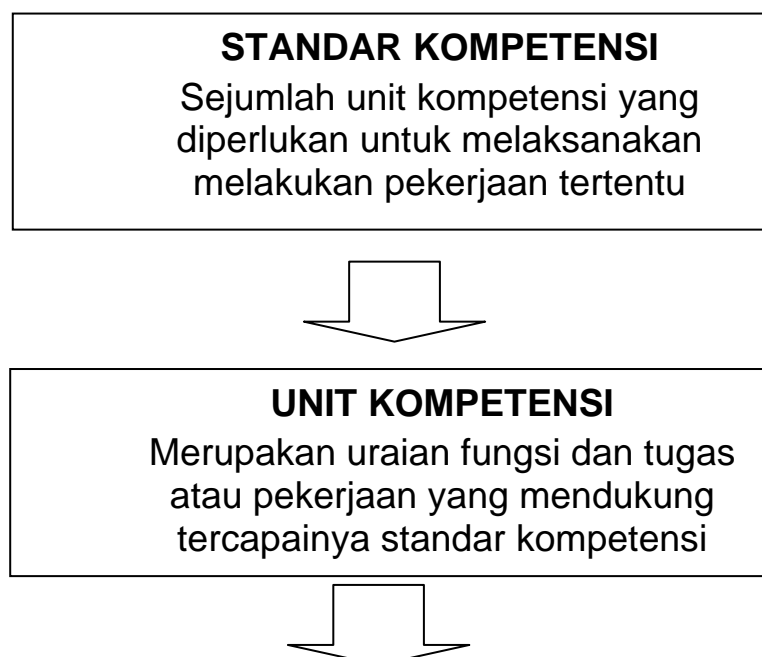 STANDAR KOMPETENSI
Sejumlah unit kompetensi yang
diperlukan untuk melaksanakan
melakukan pekerjaan tertentu
UNIT KOMPETENSI
Merupakan uraian fungsi dan tugas
atau pekerjaan yang mendukung
tercapainya standar kompetensi